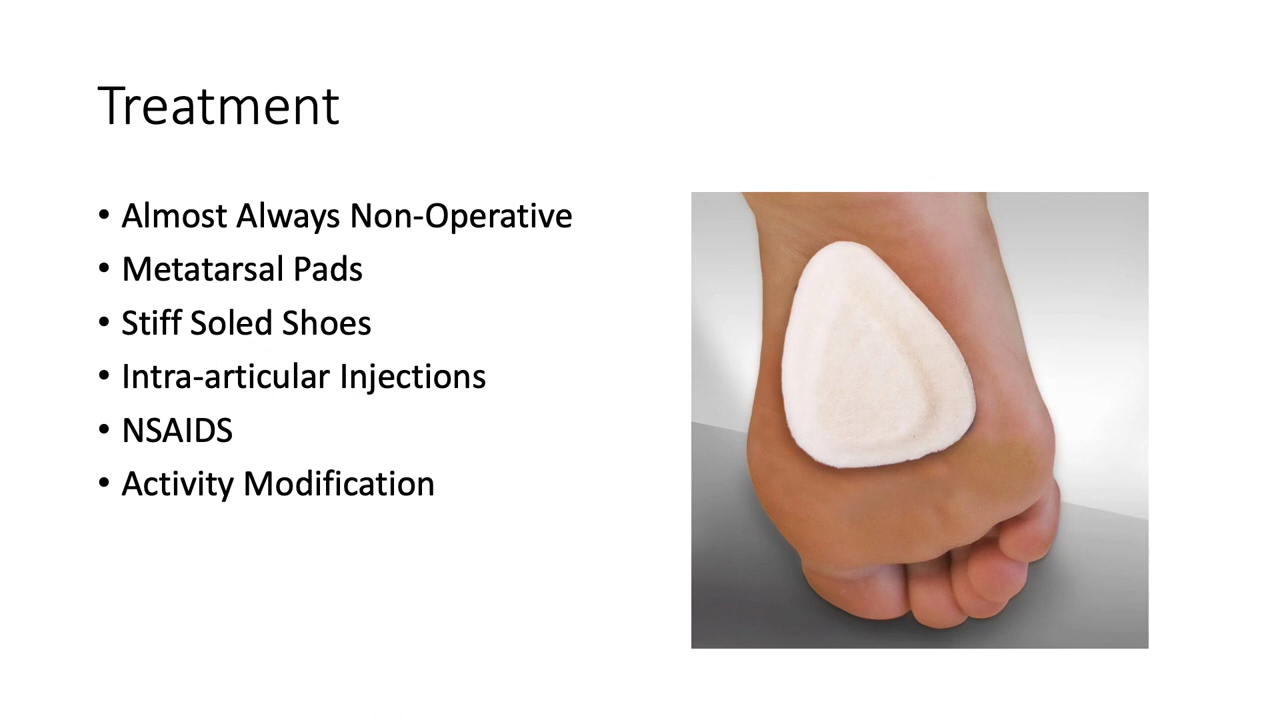 Treatment
• Almost Always Non-Operative
• Metatarsal Pads
• Stiff Soled Shoes
• Intra-articular Injections
• NSAIDS
• Activity Modification